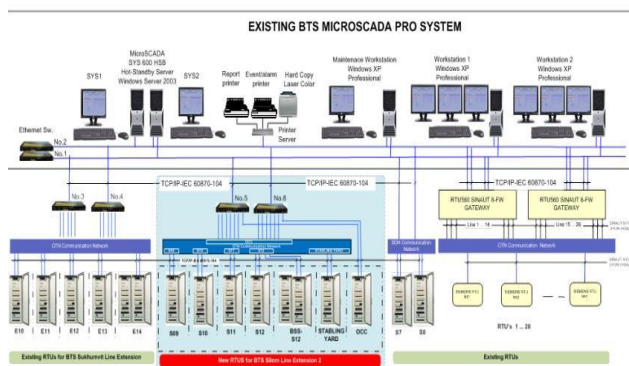 EXISTING BTS MICROSCADA PRO SYSTEM
MicroSCADA
SYS 600 HSB
Hot-Standby Server
Windows Server 2003
SYS1
SYS2
Report
printer
Event/alarm
printer
Hard Copy
Laser Color
Printer
Server
Maintenace Workstation
Windows XP
Professional
Workstation 1
Windows XP
Professional
Workstation 2
Windows XP
Professional
Ethernet Sw.
No.2
No.1
TCP/IP-IEC 60870-104
TCP/IP-IEC 60870-104
TCP/IP-IEC 60870-104
No.3
No.4
No.5
No.6
RTU560 SINAUT 8-FW
GATEWAY
RTU560 SINAUT 8-FW
GATEWAY
Line 1
OTN Communication Network
STABLING YARD
Communication Network
OTN Communication Network
E10
E11
E12
E13
E14
S09
S10
S11
S12
BSS-
S12
STABLING
YARD
OCC
S7
S8
RTU's 1 ... 28
Existing RTUs for BTS Sukhumvit Line Extension
New RTUS for BTS Silom Line Extension 2
Existing RTUs